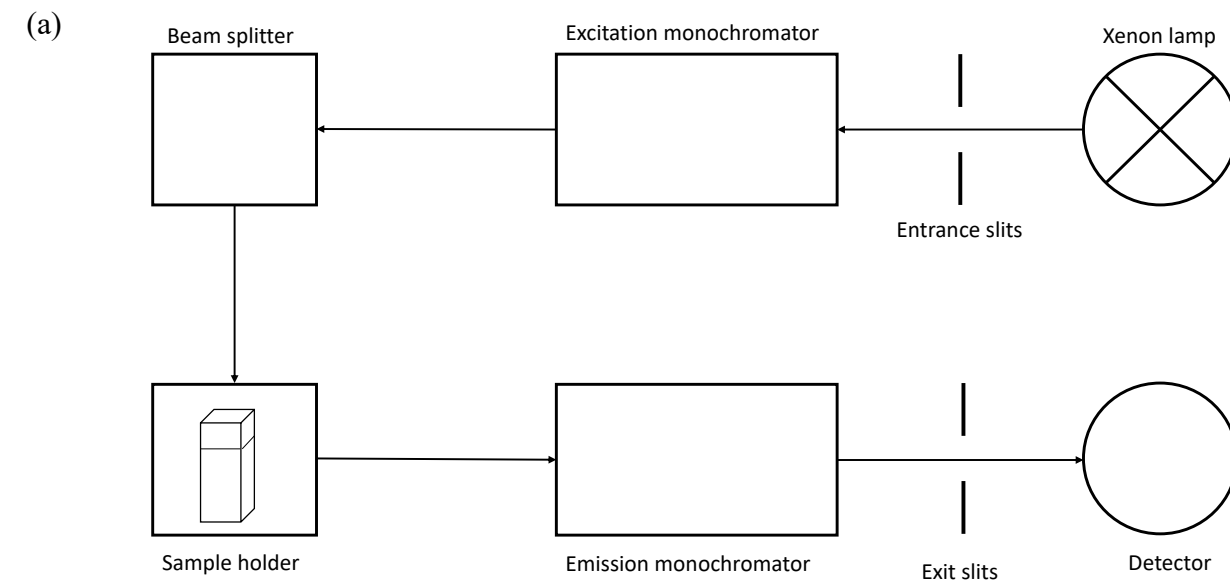 (a)
Beam splitter
Excitation monochromator
Xenon lamp
Entrance slits
Sample holder
Emission monochromator
Exit slits
Detector